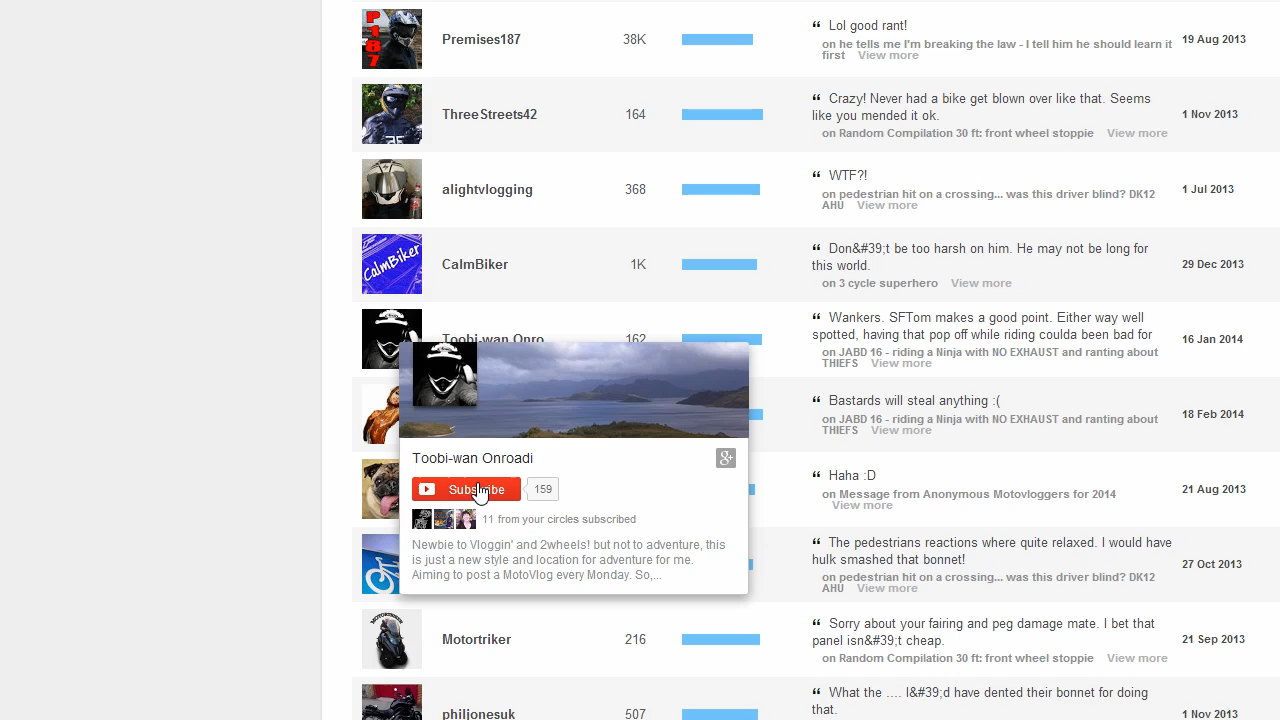 P187
Premises187
“ good rant!
on he tells me I'm breaking the law - I tell him he should learn it
first View more
19 Aug
ThreeStreets42
164
“ Crazy! Never had a bike get blown over like that. Seems
like you mended it ok.
Random Compilation 30 ft: front wheel stoppie View more
1 Nov 2013
alightvlogging
368
“ WTF?!
pedestrian hit on a crossing... was this driver blind? DK12
AHU View more
1 Jul 2013
CalmBiker
CalmBiker
1K
“ Don&#39;t be too harsh on him. He may not be long for
this world.
on 3 cycle superhero View more
29 Dec 2013
Toobi-wan Onro
162
“ Wankers. SFTom makes a good point. Either way well
spotted, having that pop off while riding coulda been bad for
on JABD 16 - riding a Ninja with NO EXHAUST and ranting about
THIEFS View more
16 Jan 2014
“ Bastards will steal anything :(
on JABD 16 - riding a Ninja with NO EXHAUST and ranting about
THIEFS View more
18 Feb 2014
Toobi-wan Onroadi
g+
Subscribe
159
11 from your circles subscribed
Newbie to Vloggin' and 2wheels! but not to adventure, this
is just a new style and location for adventure for me.
Aiming to post a MotoVlog every Monday. So,...
“ Haha :D
on Message from Anonymous Motovloggers for 2014
View more
21 Aug 2013
“ The pedestrians reactions where quite relaxed. I would have
hulk smashed that bonnet!
on pedestrian hit on a crossing... was this driver blind? DK12
AHU View more
27 Oct 2013
Motortriker
216
“ Sorry about your fairing and peg damage mate. I bet that
panel isn&#39;t cheap.
Random Compilation 30 ft: front wheel stoppie View more
21 Sep 2013
philjonesuk
507
“ What the .... I&#39;d have dented their bonnet for doing
that.
1 Nov 2013